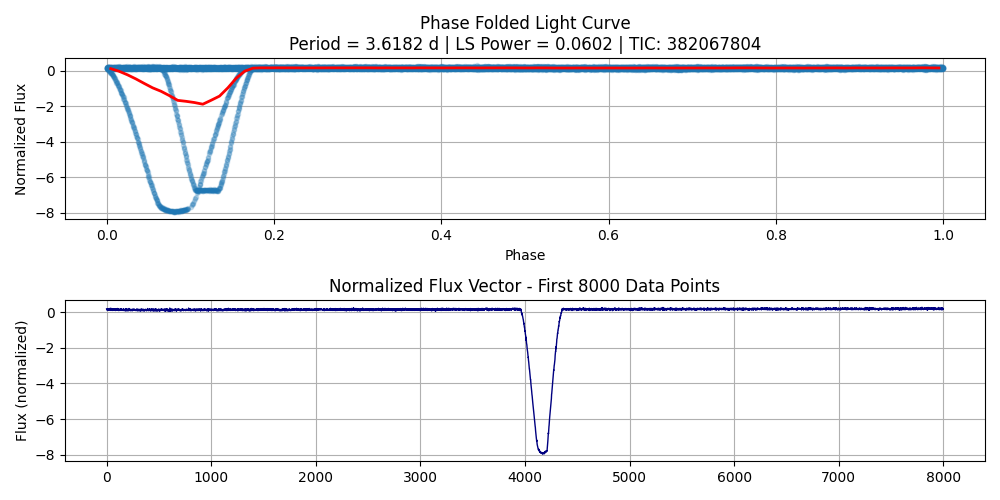 Phase Folded Light Curve
Period = 3.6182 d | LS Power = 0.0602 | TIC: 382067804
Normalized Flux
0
−2
−4
−6
−8
0.0 0.2 0.4 0.6 0.8 1.0
Phase
Normalized Flux Vector - First 8000 Data Points
Flux (normalized)
0
−2
−4
−6
−8
0 1000 2000 3000 4000 5000 6000 7000 8000